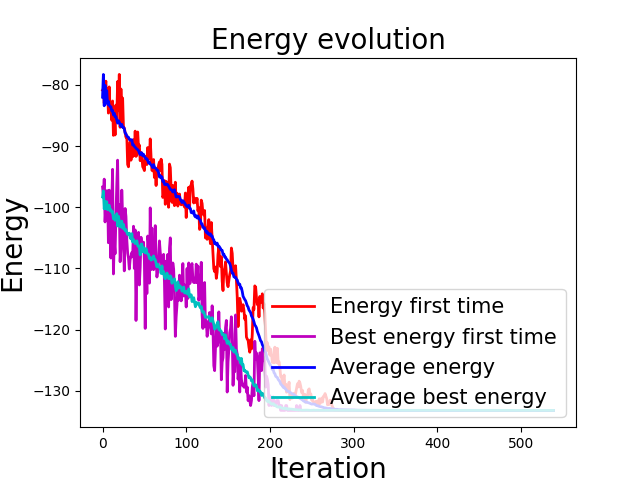 Energy evolution
Energy
−80
−90
−100
−110
−120
−130
Energy first time
Best energy first time
Average energy
Average best energy
0 100 200 300 400 500
Iteration